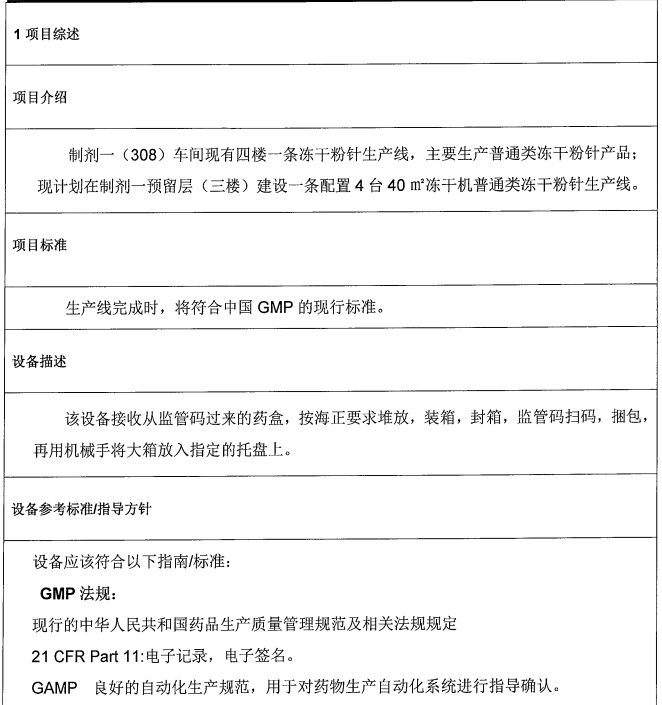 1 项目综述
项目介绍
制剂一（308）车间现有四楼一条冻干粉针生产线，主要生产普通类冻干粉针产品；
现计划在制剂一预留层（三楼）建设一条配置 4 台 40 ㎡冻干机普通类冻干粉针生产线。
项目标准
生产线完成时，将符合中国 GMP 的现行标准。
设备描述
该设备接收从监管码过来的药盒，按海正要求堆放，装箱，封箱，监管码扫码，捆包，
再用机械手将大箱放入指定的托盘上。
设备参考标准/指导方针
设备应该符合以下指南/标准：
GMP 法规：
现行的中华人民共和国药品生产质量管理规范及相关法规规定
21 CFR Part 11:电子记录，电子签名。
GAMP 良好的自动化生产规范，用于对药物生产自动化系统进行指导确认。